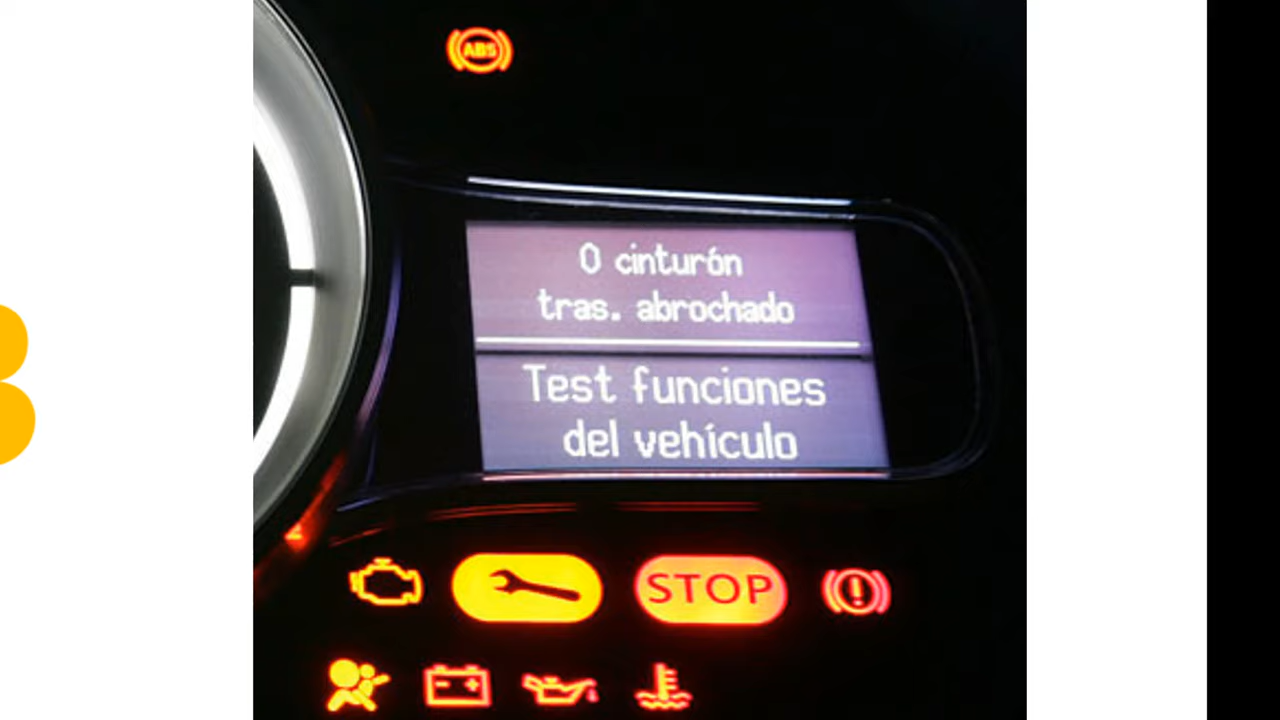 ABS
0 cinturón
tras. abrochado
Test funciones
del vehículo
STOP